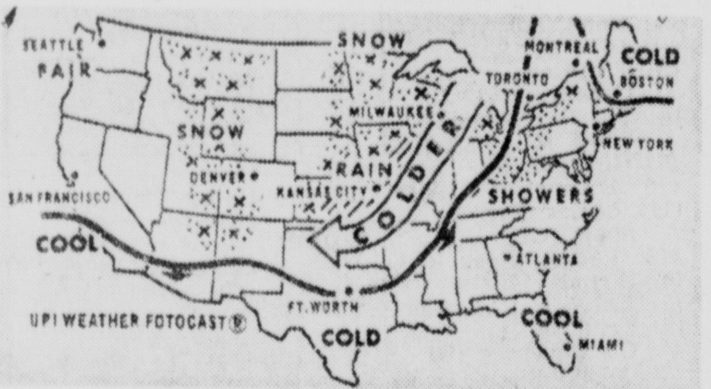 SNOW
SEATTLE
MONTREAL
COLD
FAIR
TORONTO
BOSTON
MILWAUKEE
SNOW
NEW YORK
RAIN
DENVER
COLDER
KANSAS CITY
SAN FRANCISCO
SHOWERS
COOL
ATLANTA
FT. WORTH
UPI WEATHER FOTOCAST
COOL
COLD
MIAMI